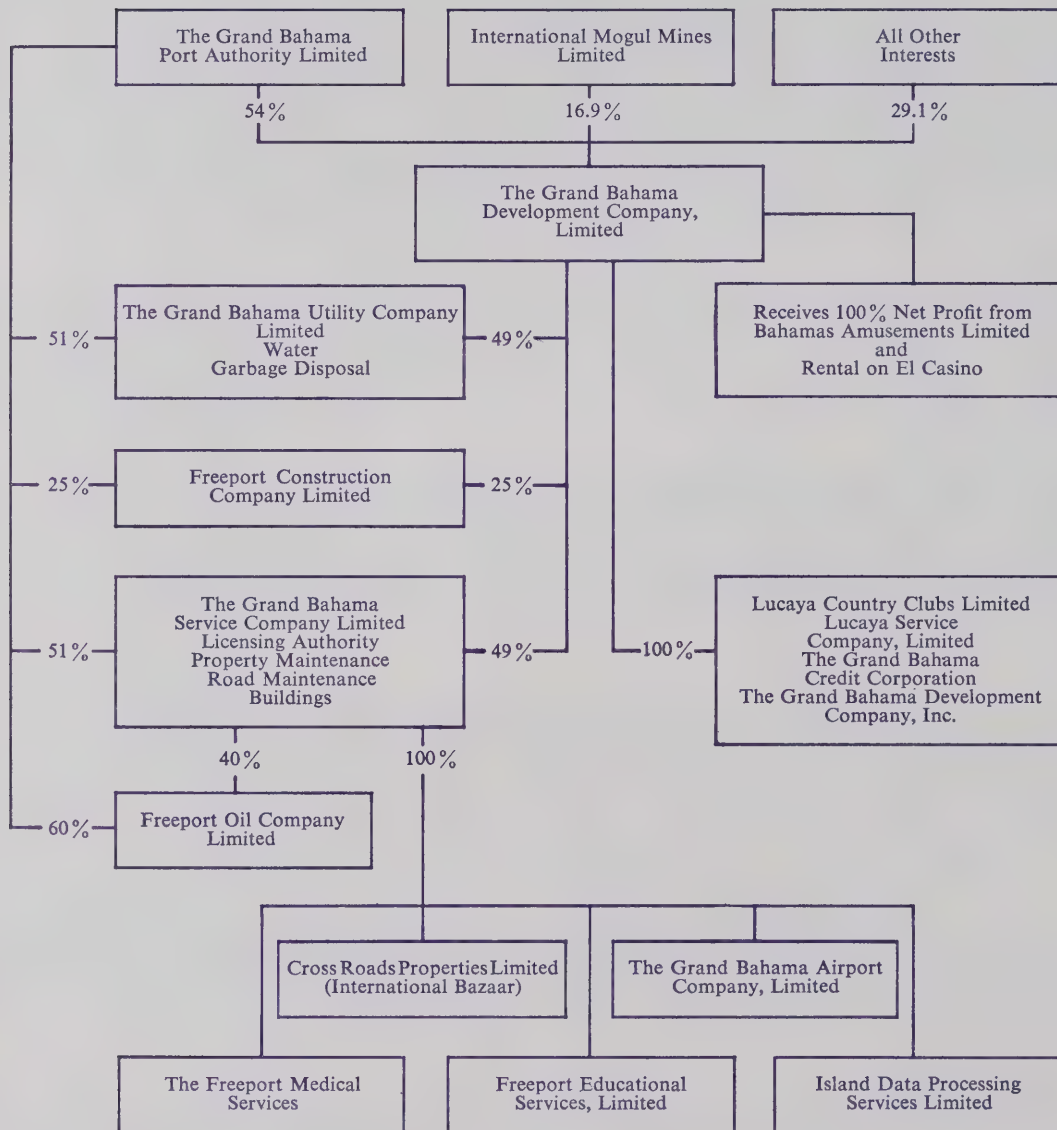 The Grand Bahama
Port Authority Limited
International Mogul Mines
Limited
All Other
Interests
54%
16.9%
29.1%
The Grand Bahama
Development Company,
Limited
The Grand Bahama Utility Company
Limited
Water
Garbage Disposal
51%
49%
Receives 100% Net Profit from
Bahamas Amusements Limited
and
Rental on El Casino
25%
Freeport Construction
Company Limited
25%
The Grand Bahama
Service Company Limited
Licensing Authority
Property Maintenance
Road Maintenance
Buildings
51%
49%
100%
Lucaya Country Clubs Limited
Lucaya Service
Company, Limited
The Grand Bahama
Credit Corporation
The Grand Bahama Development
Company, Inc.
40%
100%
60%
Freeport Oil Company
Limited
Cross Roads Properties Limited
(International Bazaar)
The Grand Bahama Airport
Company, Limited
The Freeport Medical
Services
Freeport Educational
Services, Limited
Island Data Processing
Services Limited